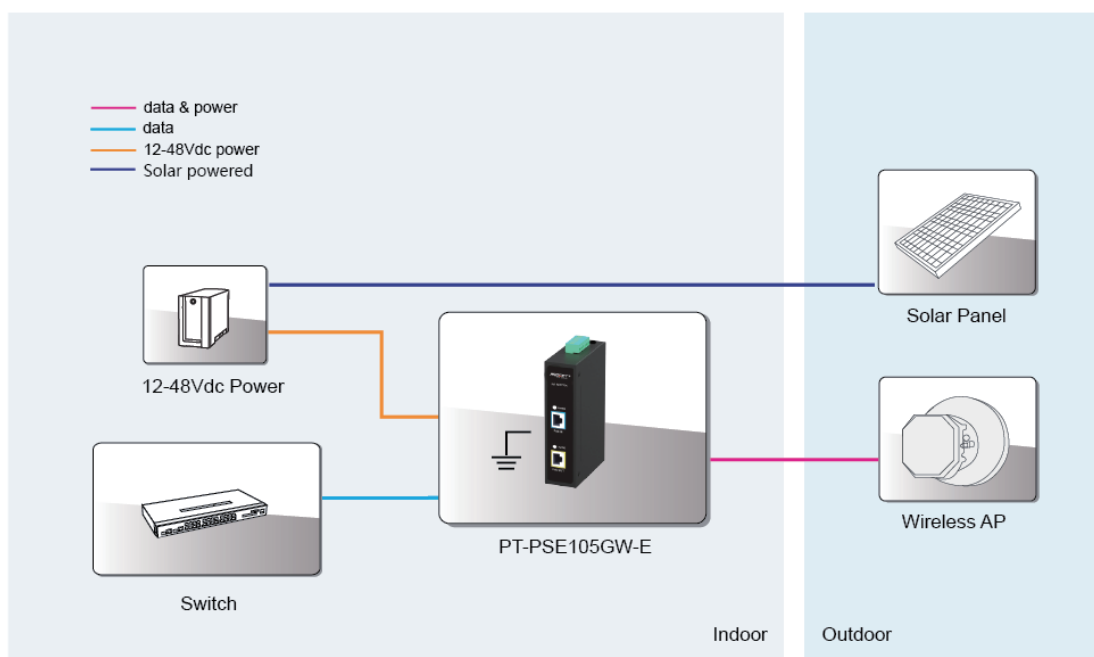 data & power
data
12-48Vdc power
Solar powered
Solar Panel
12-48Vdc Power
Wireless AP
PT-PSE105GW-E
Switch
Indoor
Outdoor